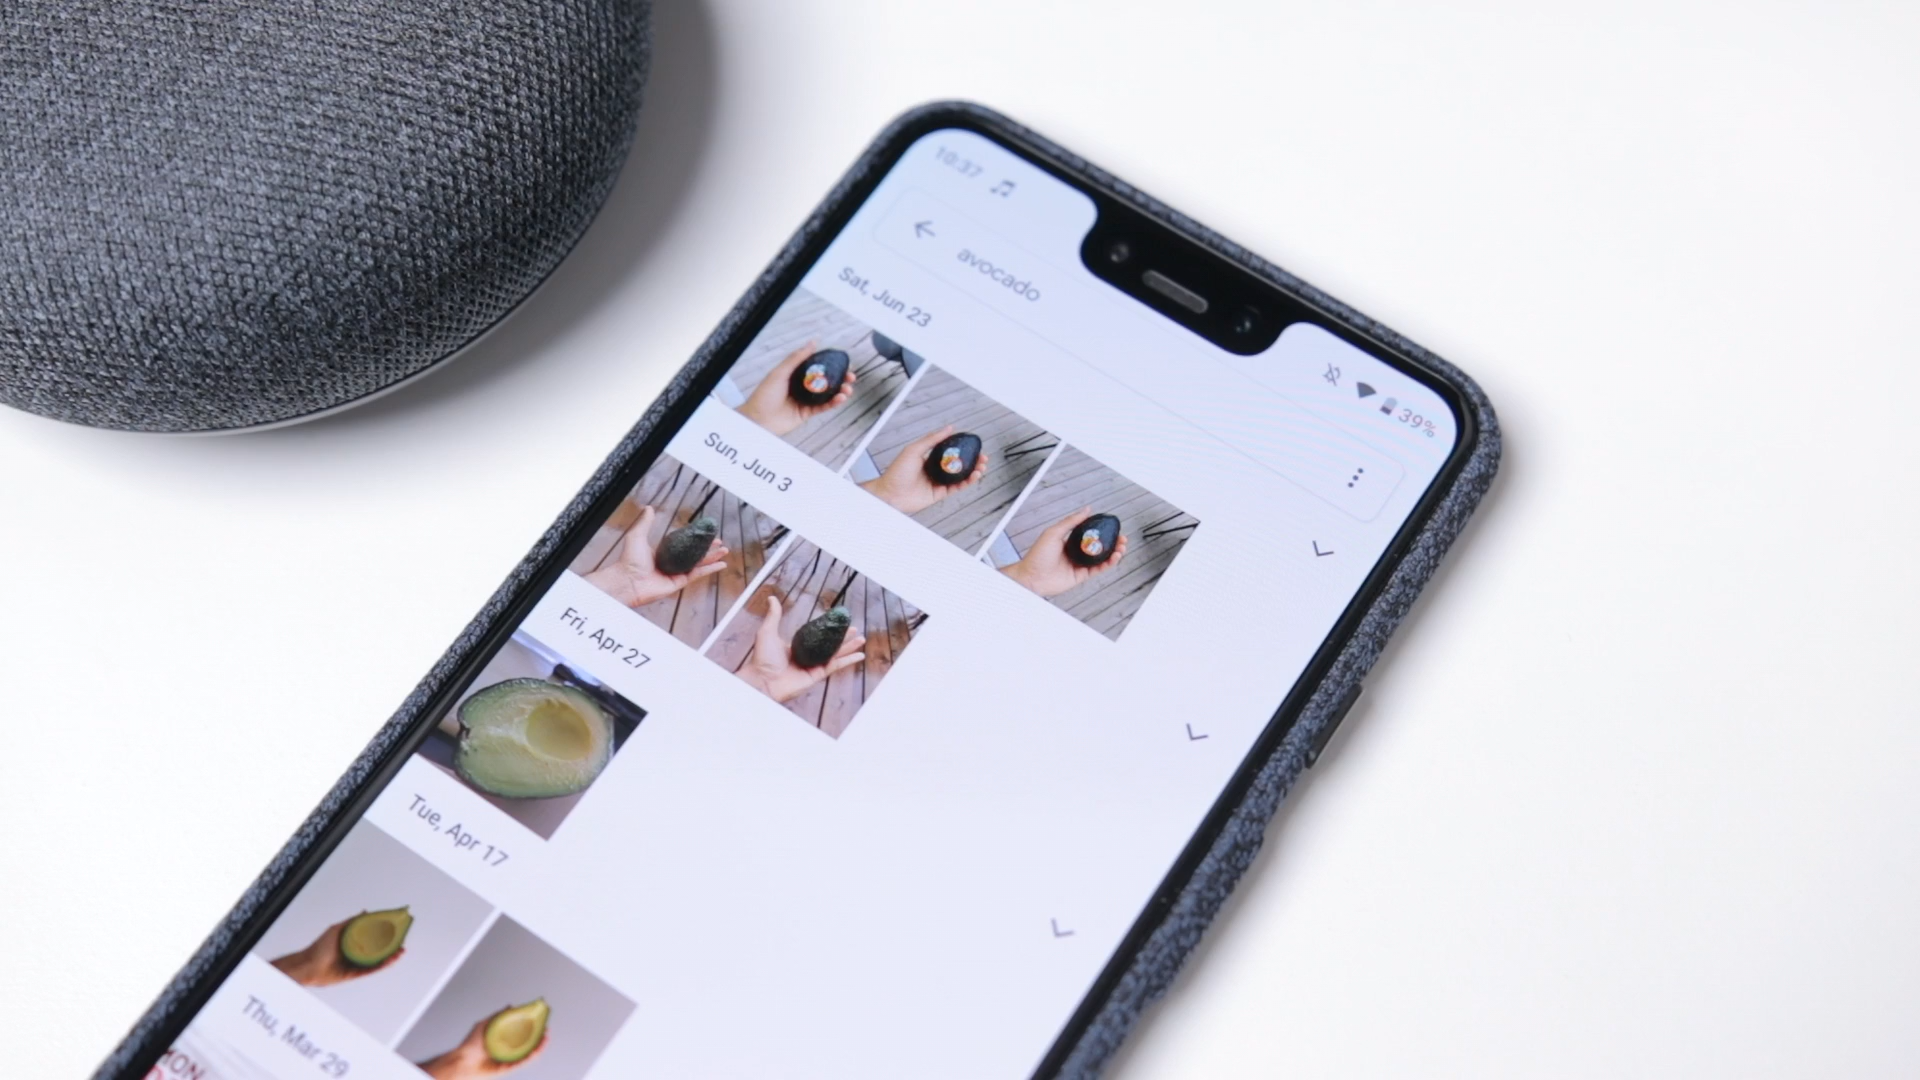 10:37
39%
avocado
Sat, Jun 23
Sun, Jun 3
Fri, Apr 27
Tue, Apr 17
Thu, Mar 29